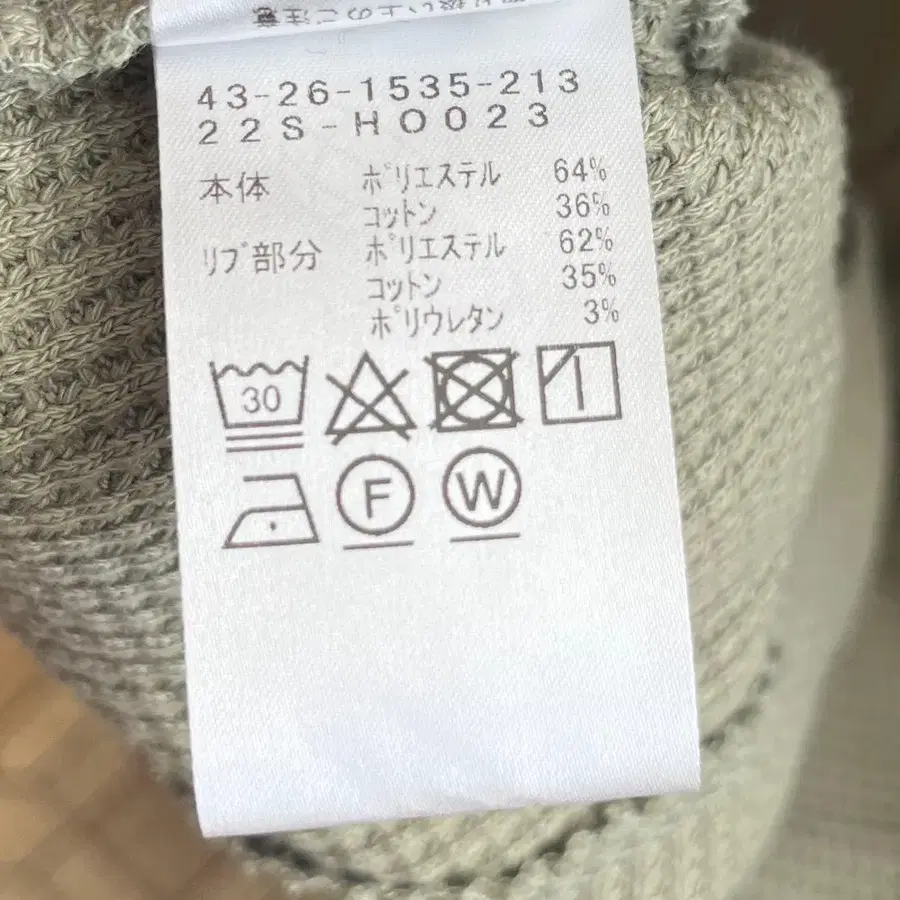 43-26-1535-213
22S-HO023
本体 ポリエステル 64%
コットン 36%
リブ部分 ポリエステル 62%
コットン 35%
ポリウレタン 3%
30
F W